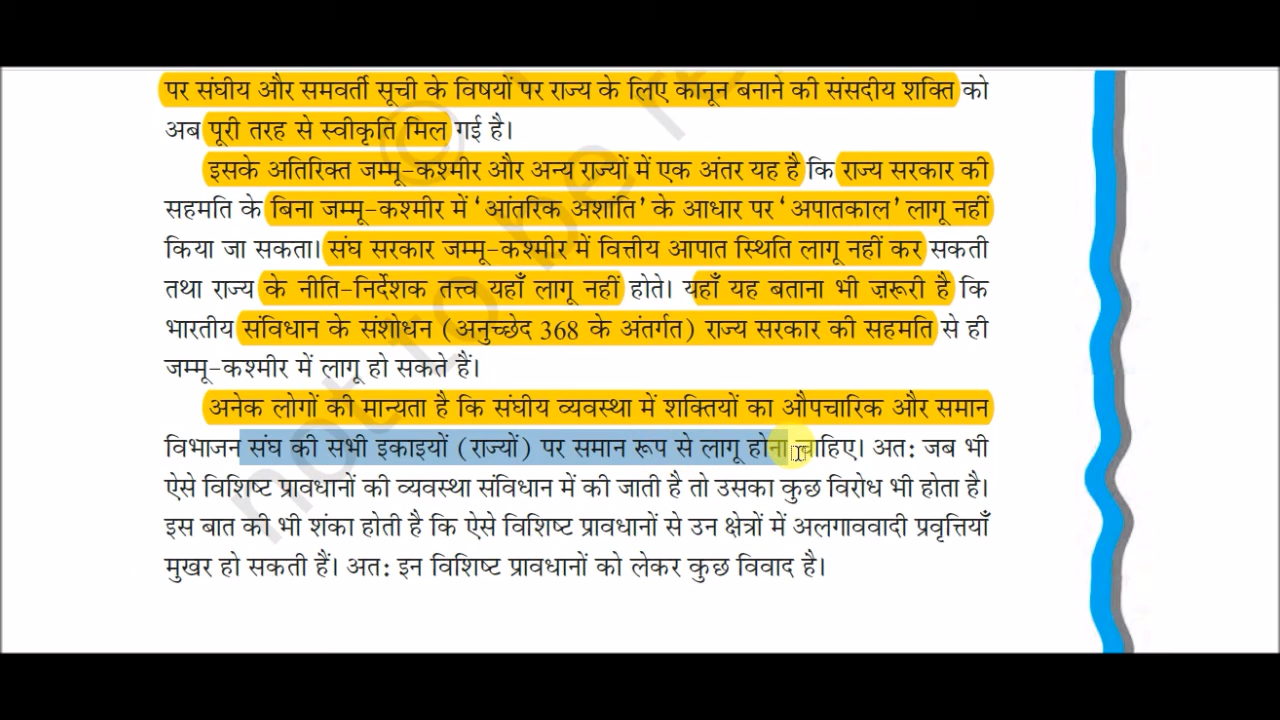 पर संघीय और समवर्ती सूची के विषयों पर राज्य के लिए कानून बनाने की संसदीय शक्ति को
अब पूरी तरह से स्वीकृति मिल गई है।
इसके अतिरिक्त जम्मू-कश्मीर और अन्य राज्यों में एक अंतर यह है कि राज्य सरकार की
सहमति के बिना जम्मू-कश्मीर में ‘आंतरिक अशांति’ के आधार पर ‘अपातकाल’ लागू नहीं
किया जा सकता। संघ सरकार जम्मू-कश्मीर में वित्तीय आपात स्थिति लागू नहीं कर सकती
तथा राज्य के नीति-निर्देशक तत्त्व यहाँ लागू नहीं होते। यहाँ यह बताना भी ज़रूरी है कि
भारतीय संविधान के संशोधन (अनुच्छेद 368 के अंतर्गत) राज्य सरकार की सहमति से ही
जम्मू-कश्मीर में लागू हो सकते हैं।
अनेक लोगों की मान्यता है कि संघीय व्यवस्था में शक्तियों का औपचारिक और समान
विभाजन संघ की सभी इकाइयों (राज्यों) पर समान रूप से लागू होना चाहिए। अत: जब भी
ऐसे विशिष्ट प्रावधानों की व्यवस्था संविधान में की जाती है तो उसका कुछ विरोध भी होता है।
इस बात की भी शंका होती है कि ऐसे विशिष्ट प्रावधानों से उन क्षेत्रों में अलगाववादी प्रवृत्तियाँ
मुखर हो सकती हैं। अत: इन विशिष्ट प्रावधानों को लेकर कुछ विवाद है।
©
not to be re